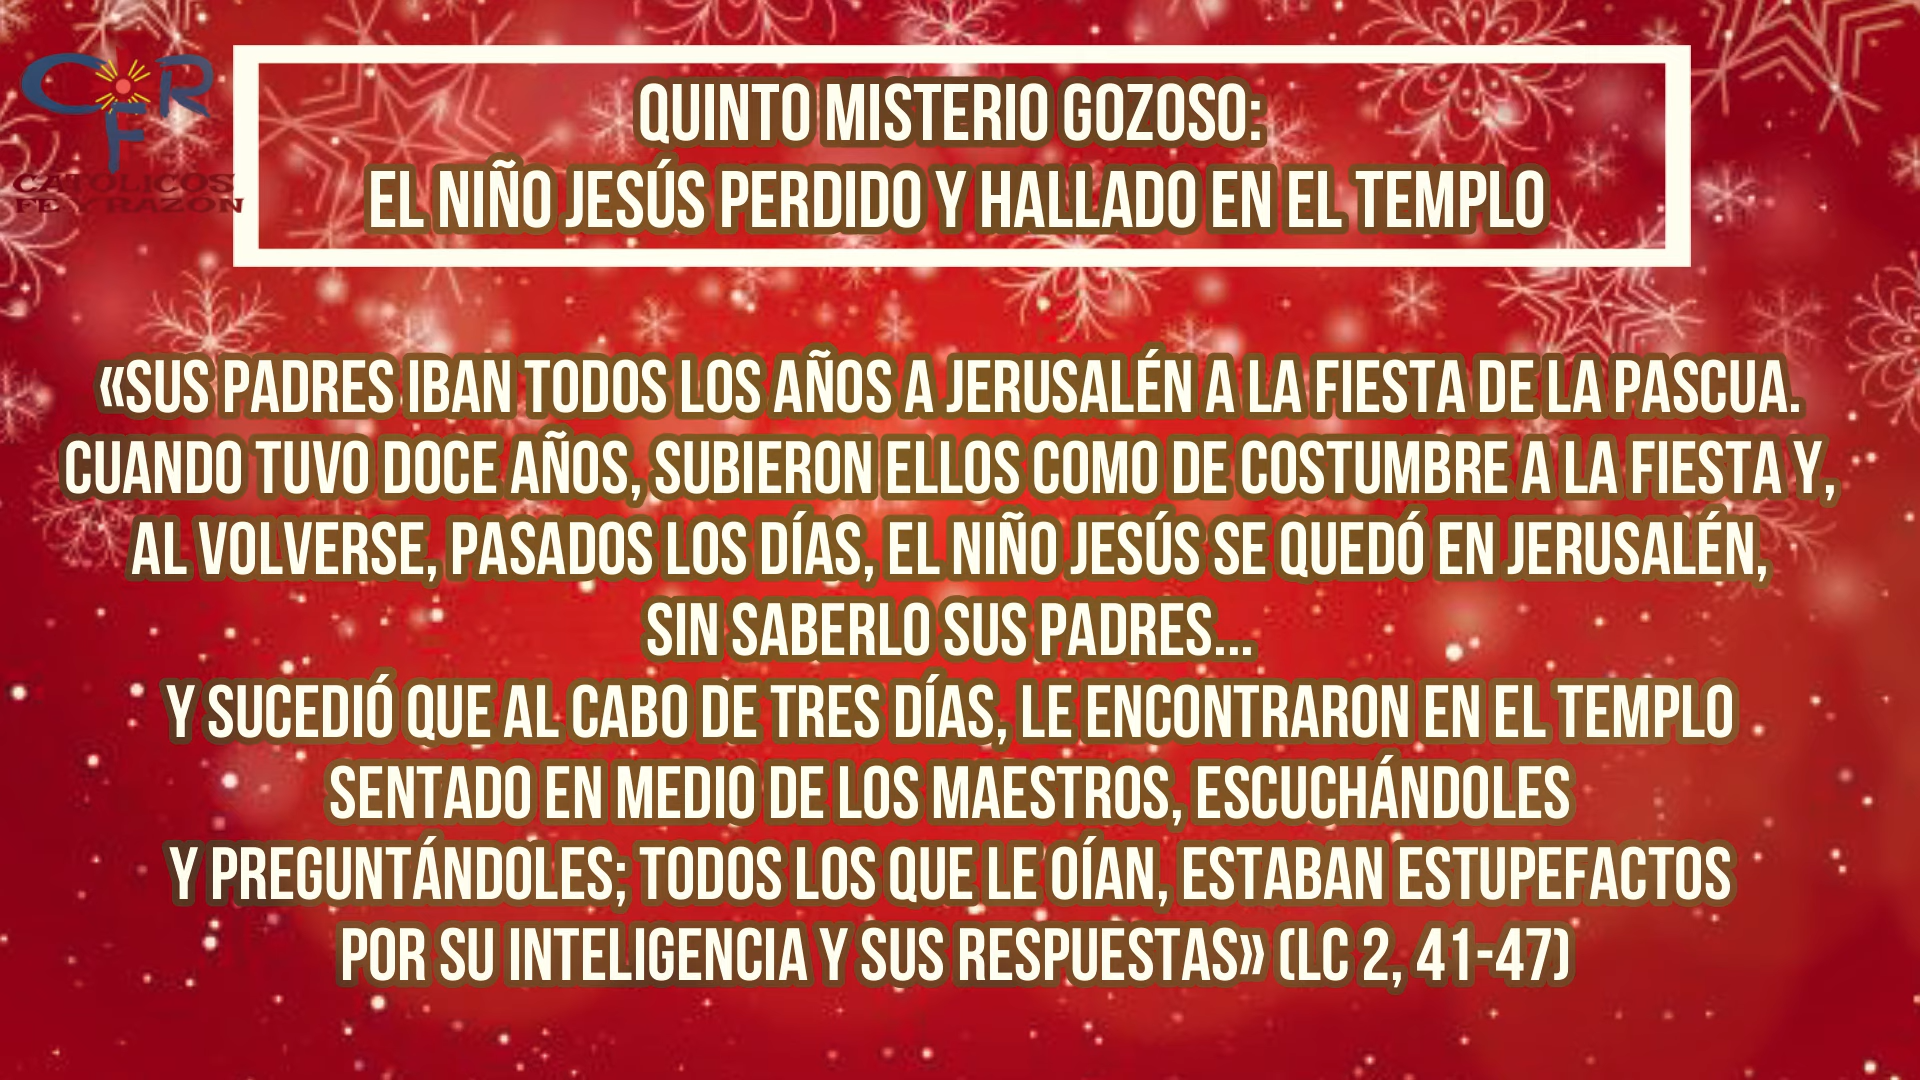 CFR
CATÓLICOS
FE Y RAZÓN
QUINTO MISTERIO GOZOSO:
EL NIÑO JESÚS PERDIDO Y HALLADO EN EL TEMPLO
«SUS PADRES IBAN TODOS LOS AÑOS A JERUSALÉN A LA FIESTA DE LA PASCUA.
CUANDO TUVO DOCE AÑOS, SUBIERON ELLOS COMO DE COSTUMBRE A LA FIESTA Y,
AL VOLVERSE, PASADOS LOS DÍAS, EL NIÑO JESÚS SE QUEDÓ EN JERUSALÉN,
SIN SABERLO SUS PADRES...
Y SUCEDIÓ QUE AL CABO DE TRES DÍAS, LE ENCONTRARON EN EL TEMPLO
SENTADO EN MEDIO DE LOS MAESTROS, ESCUCHÁNDOLES
Y PREGUNTÁNDOLES; TODOS LOS QUE LE OÍAN, ESTABAN ESTUPEFACTOS
POR SU INTELIGENCIA Y SUS RESPUESTAS» (LC 2, 41-47)